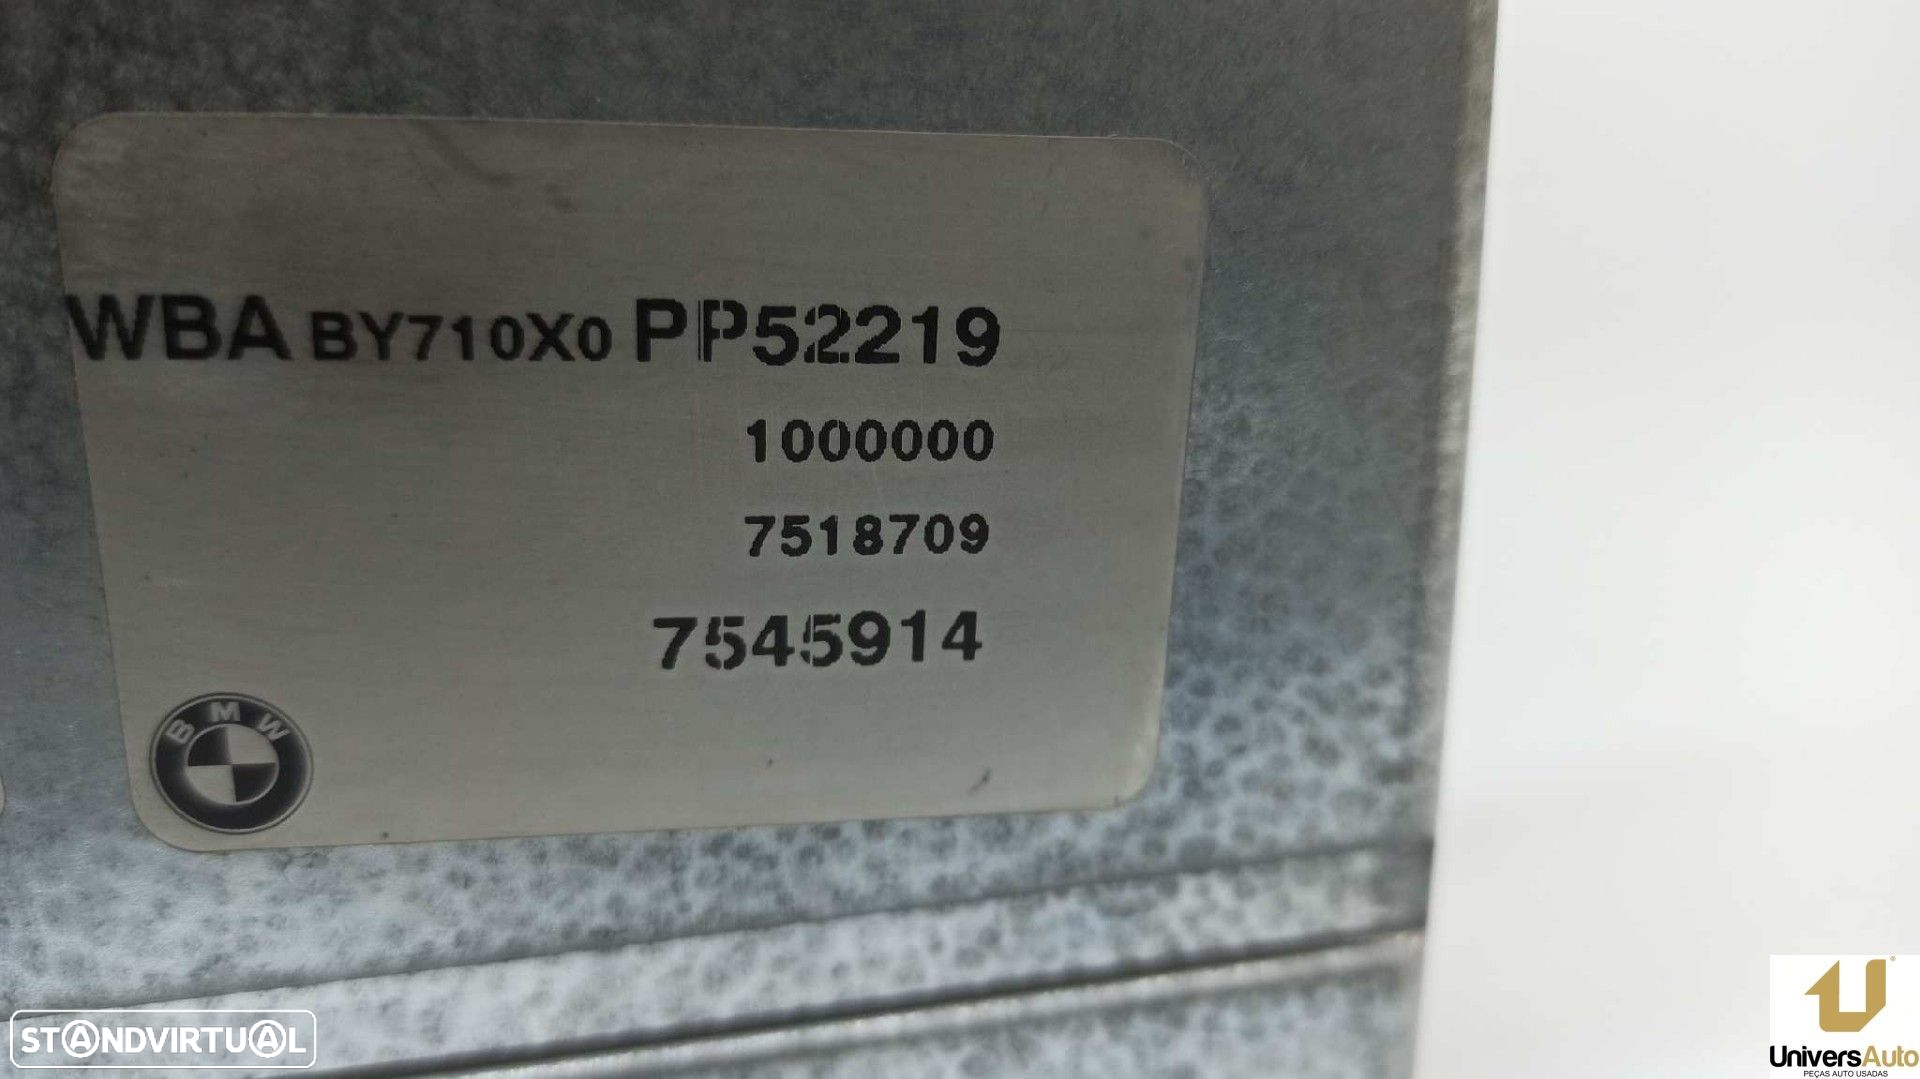 WBA BY710X0 PP52219
1000000
7518709
7545914
BMW
STANDVIRTUAL
UniversAuto
PEÇAS AUTO USADAS